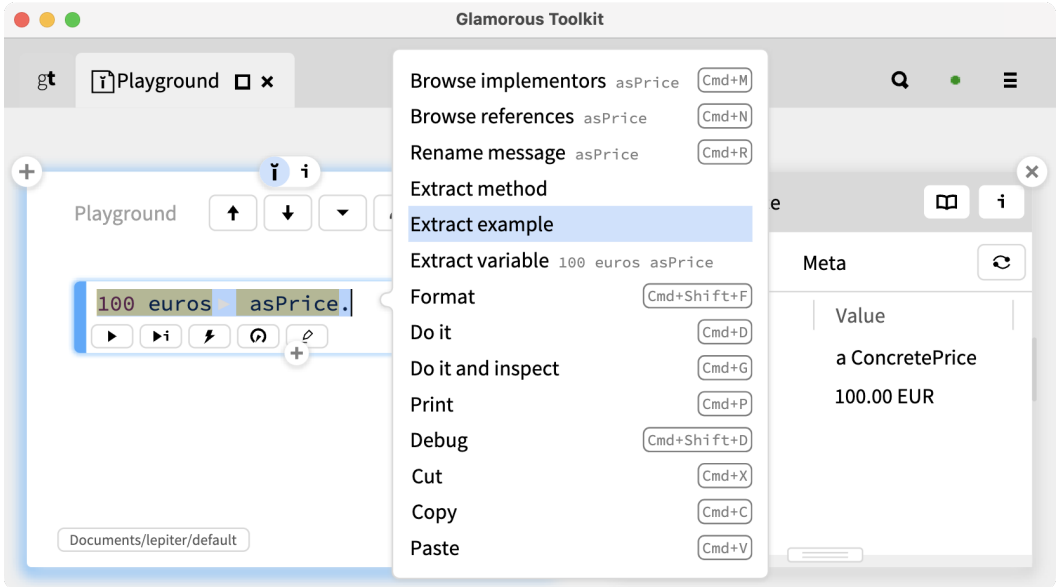 Glamorous Toolkit
gt
Playground
Browse implementors asPrice Cmd+M
Browse references asPrice Cmd+N
Rename message asPrice Cmd+R
Extract method
Extract example
Extract variable 100 euros asPrice
Format Cmd+Shift+F
Do it Cmd+D
Do it and inspect Cmd+G
Print Cmd+P
Debug Cmd+Shift+D
Cut Cmd+X
Copy Cmd+C
Paste Cmd+V
Playground
100 euros asPrice.
Documents/lepiter/default
e
i
Meta
Value
a ConcretePrice
100.00 EUR